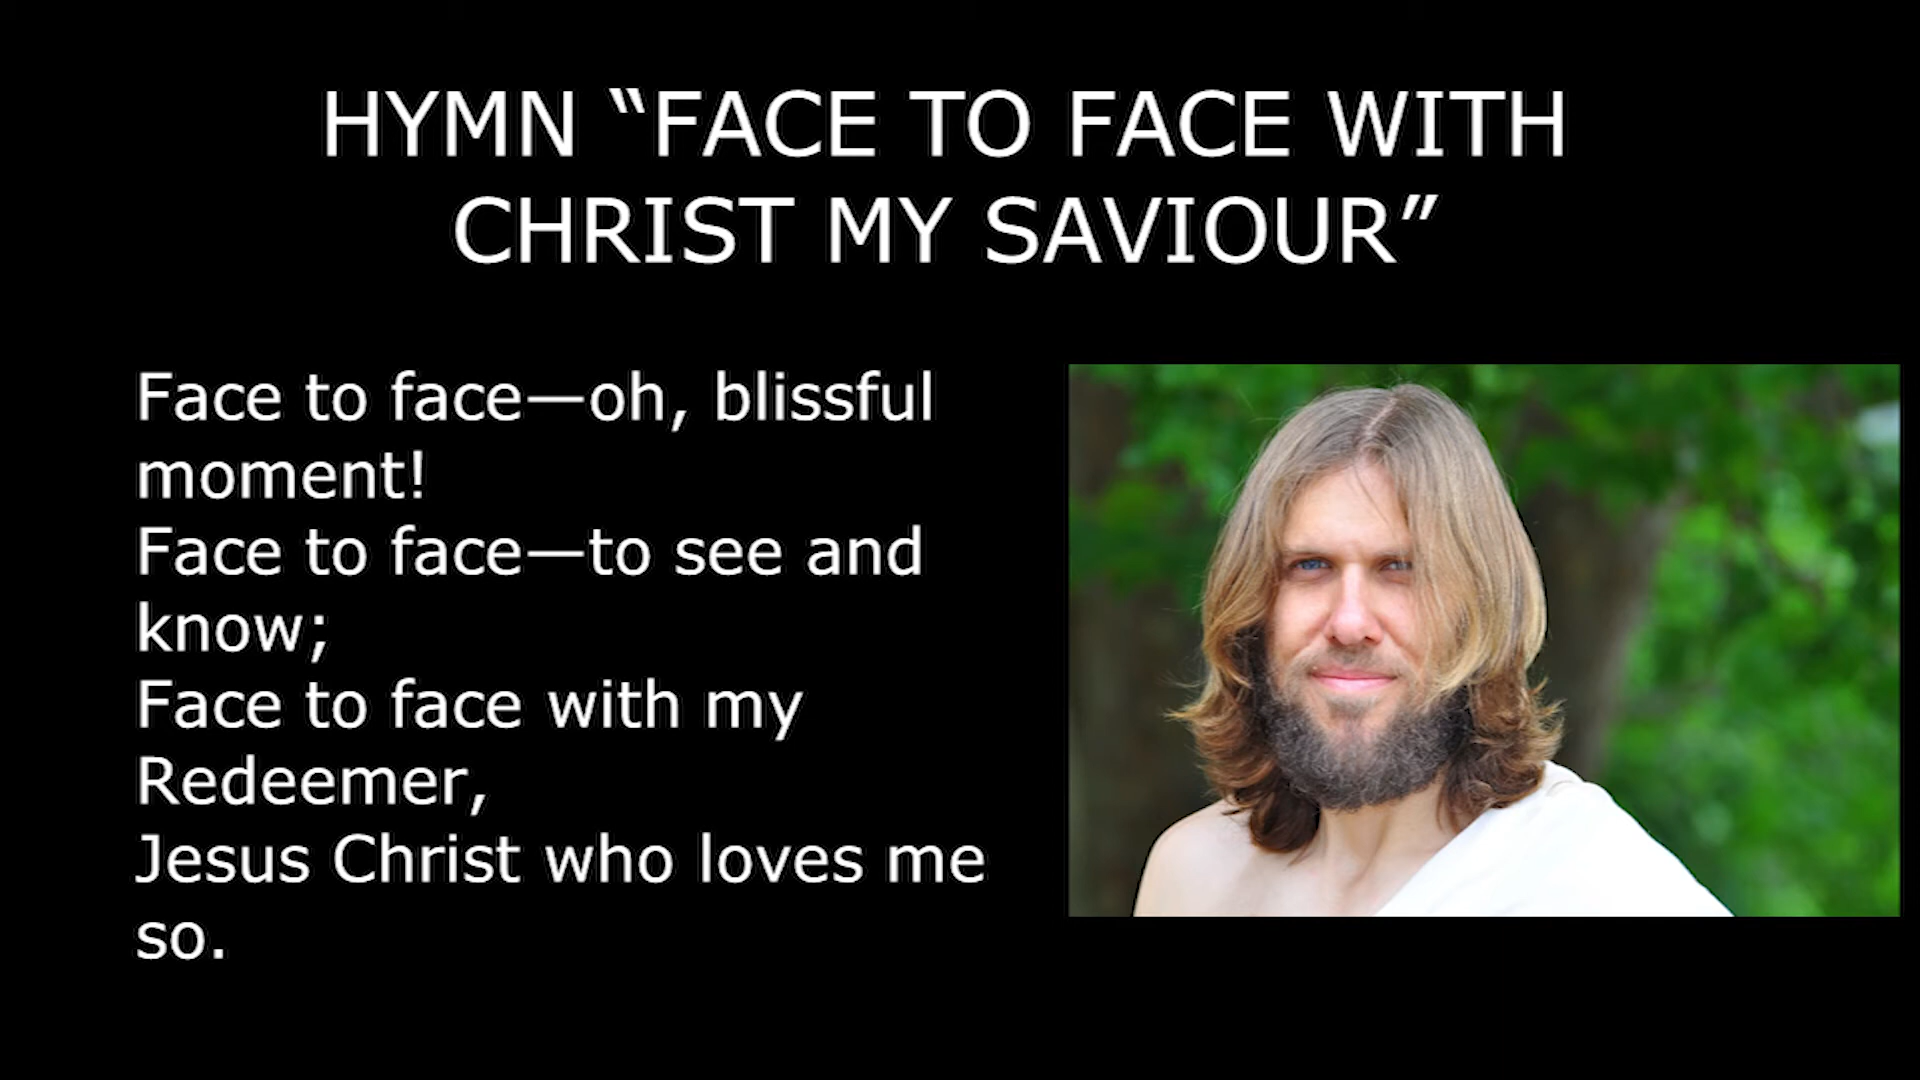 HYMN “FACE TO FACE WITH
CHRIST MY SAVIOUR”
Face to face—oh, blissful
moment!
Face to face—to see and
know;
Face to face with my
Redeemer,
Jesus Christ who loves me
so.